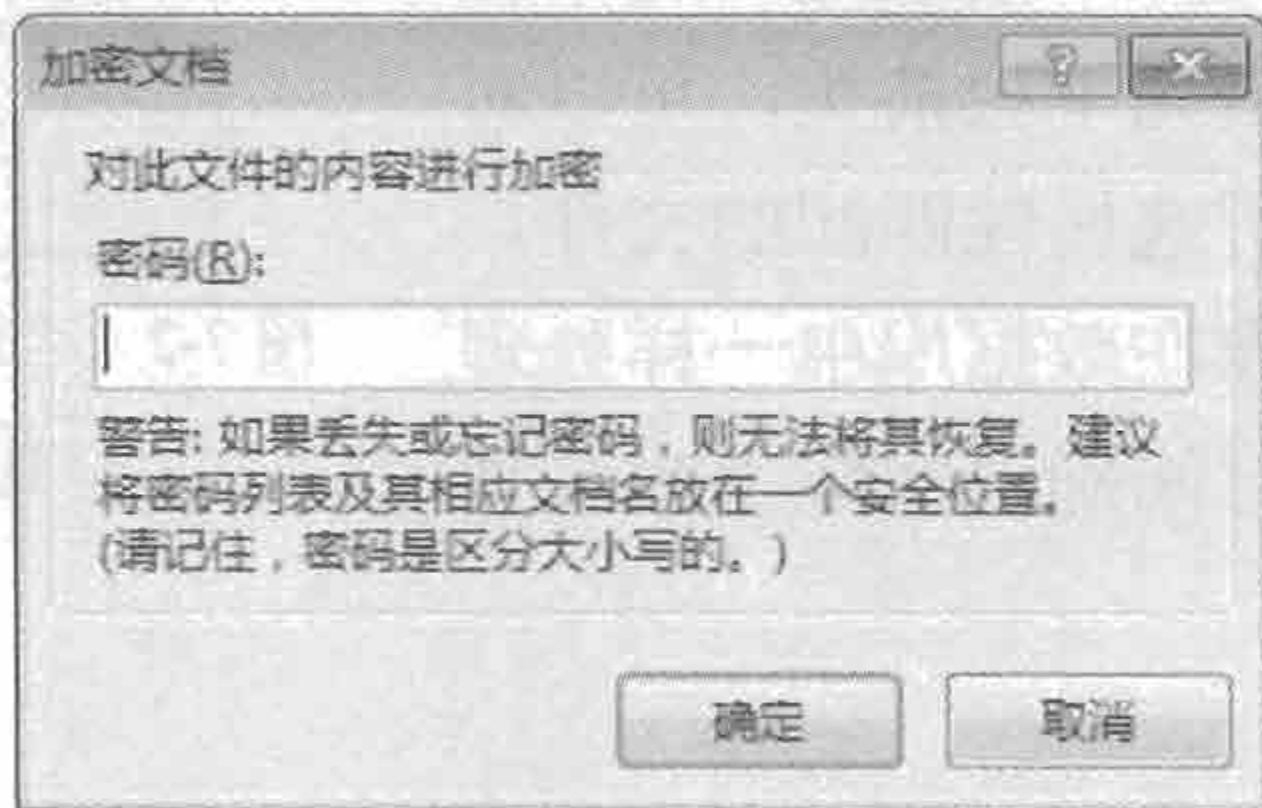 加密文档
对此文件的内容进行加密
密码(R):
警告: 如果丢失或忘记密码，则无法将其恢复。建议
将密码列表及其相应文档名放在一个安全位置。
(请记住，密码是区分大小写的。)
确定 取消